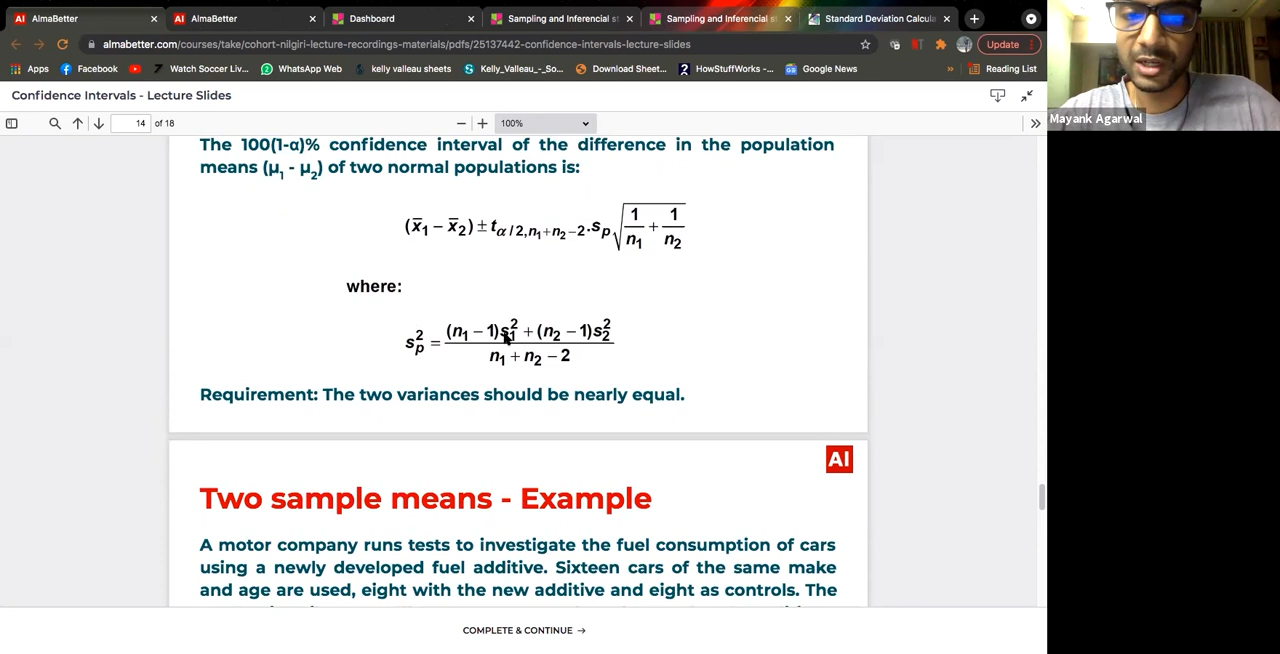 AI AlmaBetter
AI AlmaBetter
Dashboard
Sampling and Inferencial st
Sampling and Inferencial st
Standard Deviation Calcula
almabetter.com/courses/take/cohort-nilgiri-lecture-recordings-materials/pdfs/25137442-confidence-intervals-lecture-slides
Update
Apps Facebook Watch Soccer Liv... WhatsApp Web kelly valleau sheets Kelly_Valleau_-_So... Download Sheet... HowStuffWorks -... Google News » Reading List
Confidence Intervals - Lecture Slides
14 of 18
100%
Mayank Agarwal
The 100(1-α)% confidence interval of the difference in the population
means (μ₁ - μ₂) of two normal populations is:
(x̄₁ − x̄₂) ± t α/2, n₁+n₂−2 . sₚ √(1/n₁ + 1/n₂)
where:
sₚ² = ((n₁ − 1)s₁² + (n₂ − 1)s₂²) / (n₁ + n₂ − 2)
Requirement: The two variances should be nearly equal.
AI
Two sample means - Example
A motor company runs tests to investigate the fuel consumption of cars
using a newly developed fuel additive. Sixteen cars of the same make
and age are used, eight with the new additive and eight as controls. The
COMPLETE & CONTINUE →